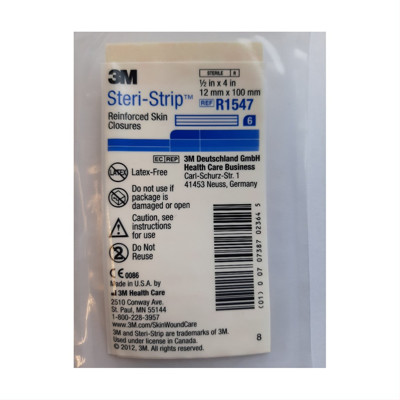 3M
STERILE R
Steri-Strip™
½ in x 4 in
12 mm x 100 mm
REF R1547
Reinforced Skin
Closures
6
EC REP
3M Deutschland GmbH
Health Care Business
Carl-Schurz-Str. 1
41453 Neuss, Germany
LATEX
Latex-Free
Do not use if
package is
damaged or open
Caution, see
instructions
for use
2
Do Not
Reuse
CE 0086
Made in U.S.A. by
3M Health Care
2510 Conway Ave.
St. Paul, MN 55144
1-800-228-3957
www.3M.com/SkinWoundCare
3M and Steri-Strip are trademarks of 3M.
Used under license in Canada.
© 2012, 3M. All rights reserved.
(01) 0 07 07387 02364 5
8